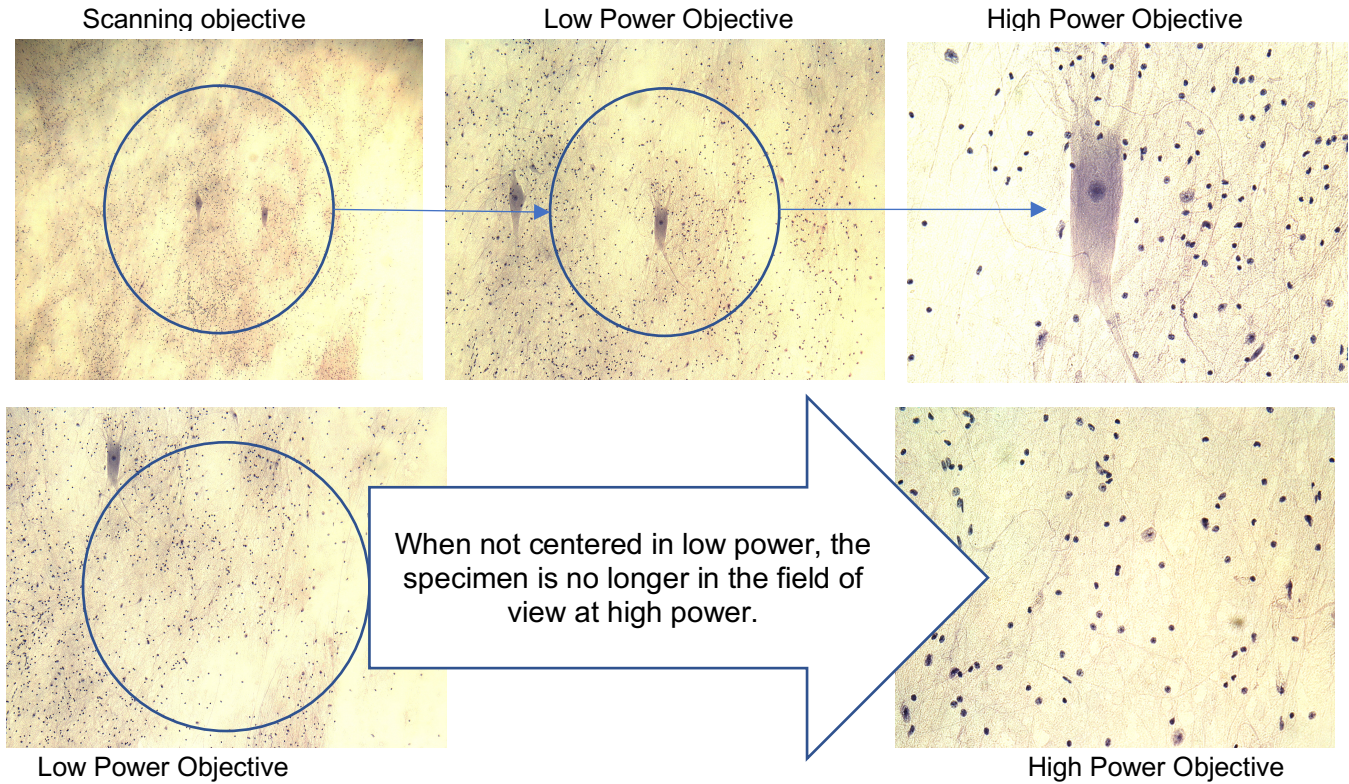 Scanning objective
Low Power Objective
High Power Objective
When not centered in low power, the
specimen is no longer in the field of
view at high power.
Low Power Objective
High Power Objective